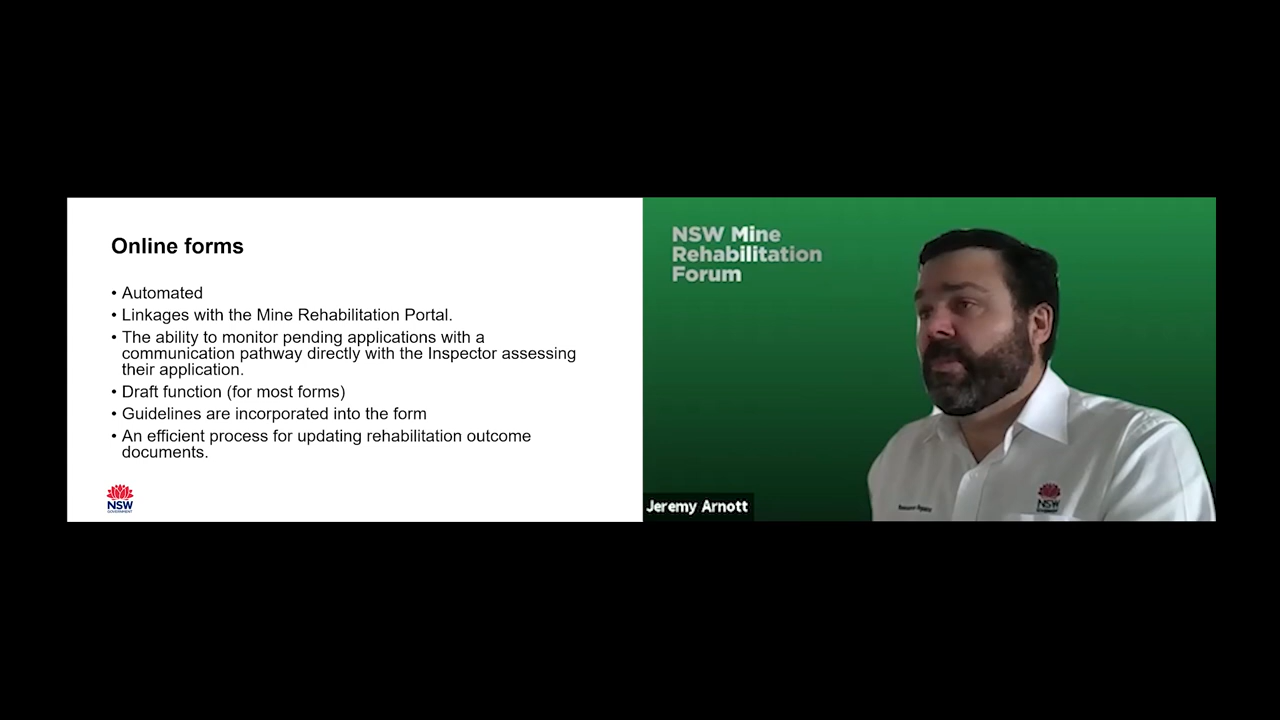 Online forms
• Automated
• Linkages with the Mine Rehabilitation Portal.
• The ability to monitor pending applications with a
communication pathway directly with the Inspector assessing
their application.
• Draft function (for most forms)
• Guidelines are incorporated into the form
• An efficient process for updating rehabilitation outcome
documents.
NSW
GOVERNMENT
NSW Mine
Rehabilitation
Forum
Jeremy Arnott
NSW